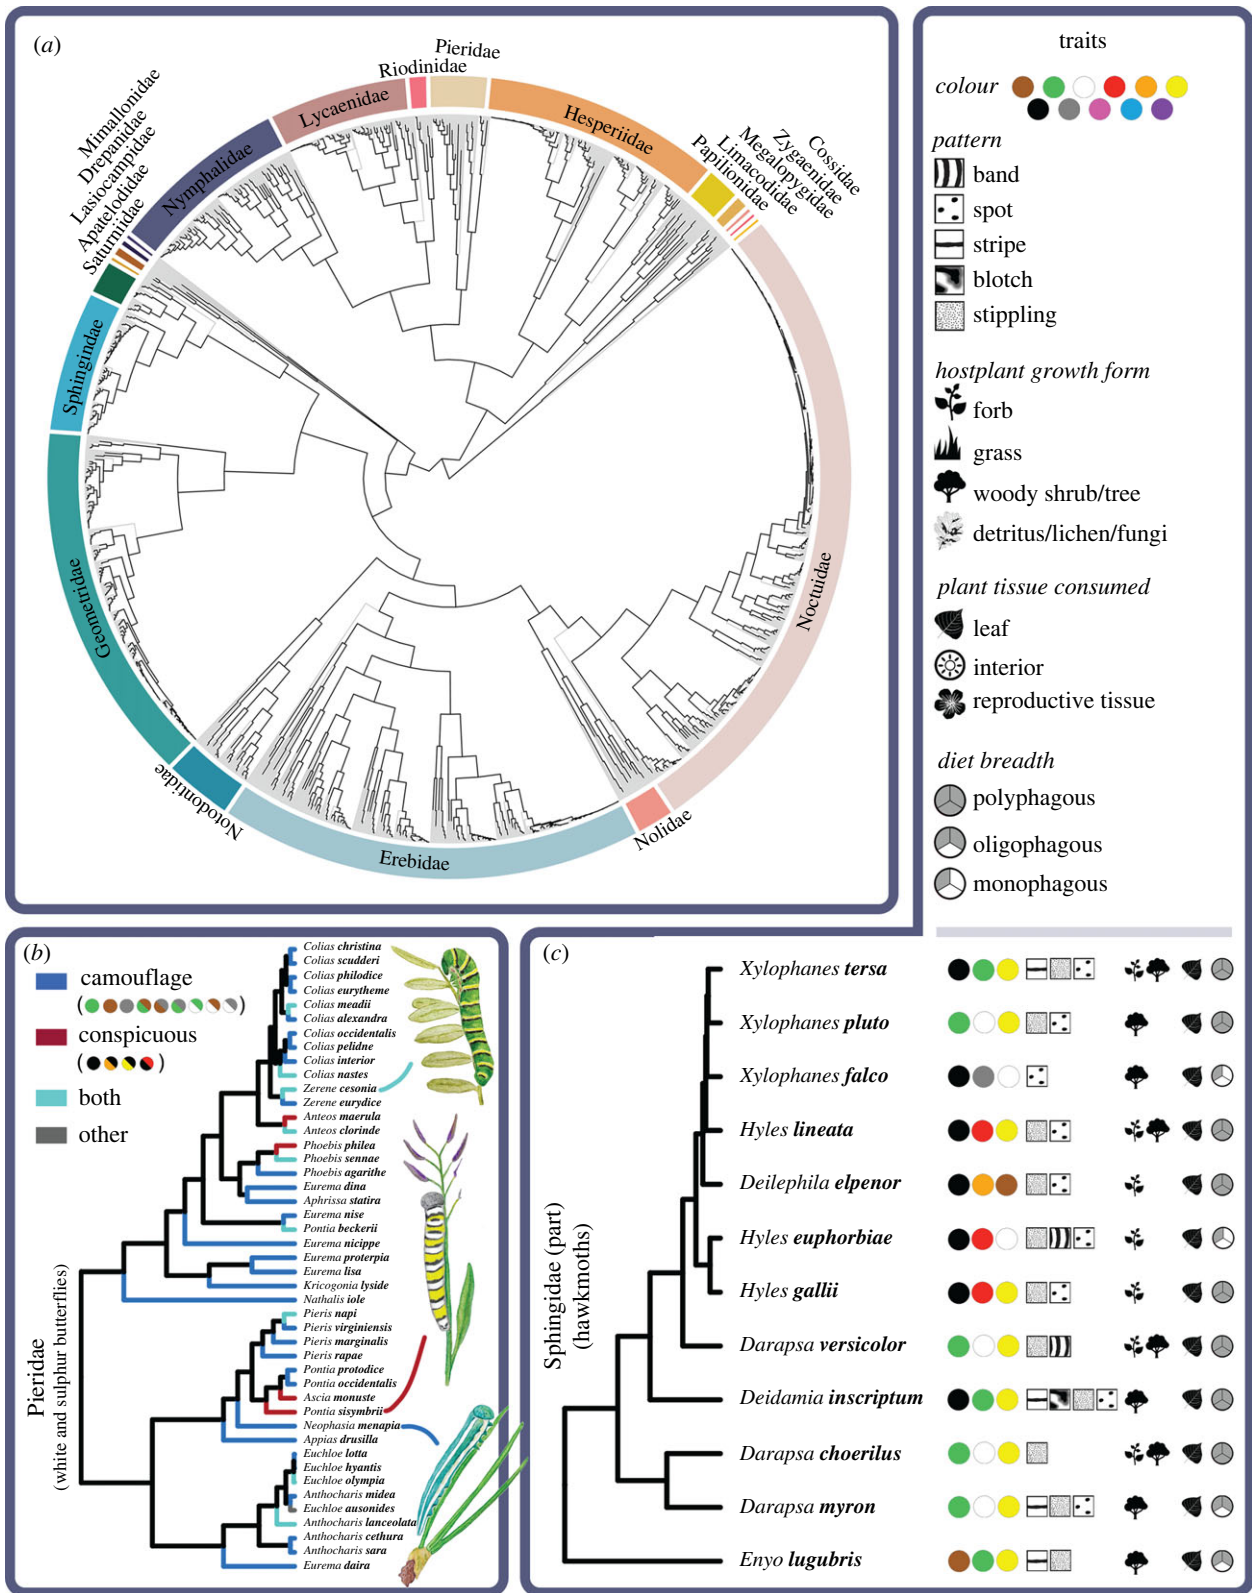 (a)
Mimallonidae
Drepanidae
Lasiocampidae
Apatelodidae
Saturniidae
Nymphalidae
Lycaenidae
Riodinidae
Pieridae
Hesperiidae
Papilionidae
Limacodidae
Megalopygidae
Zygaenidae
Cossidae
Sphingindae
Geometridae
Notodontidae
Erebidae
Nolidae
Noctuidae
traits
colour
pattern
band
spot
stripe
blotch
stippling
hostplant growth form
forb
grass
woody shrub/tree
detritus/lichen/fungi
plant tissue consumed
leaf
interior
reproductive tissue
diet breadth
polyphagous
oligophagous
monophagous
(b)
camouflage
( )
conspicuous
( )
both
other
Pieridae
(white and sulphur butterflies)
Colias christina
Colias scudderi
Colias philodice
Colias eurytheme
Colias meadii
Colias alexandra
Colias occidentalis
Colias pelidne
Colias interior
Colias nastes
Zerene cesonia
Zerene eurydice
Anteos maerula
Anteos clorinde
Phoebis philea
Phoebis sennae
Phoebis agarithe
Eurema dina
Aphrissa statira
Eurema nise
Pontia beckerii
Eurema nicippe
Eurema proterpia
Eurema lisa
Kricogonia lyside
Nathalis iole
Pieris napi
Pieris virginiensis
Pieris marginalis
Pieris rapae
Pontia protodice
Pontia occidentalis
Ascia monuste
Pontia sisymbrii
Neophasia menapia
Appias drusilla
Euchloe lotta
Euchloe hyantis
Euchloe olympia
Anthocharis midea
Euchloe ausonides
Anthocharis lanceolata
Anthocharis cethura
Anthocharis sara
Eurema daira
(c)
Sphingidae (part)
(hawkmoths)
Xylophanes tersa
Xylophanes pluto
Xylophanes falco
Hyles lineata
Deilephila elpenor
Hyles euphorbiae
Hyles gallii
Darapsa versicolor
Deidamia inscriptum
Darapsa choerilus
Darapsa myron
Enyo lugubris